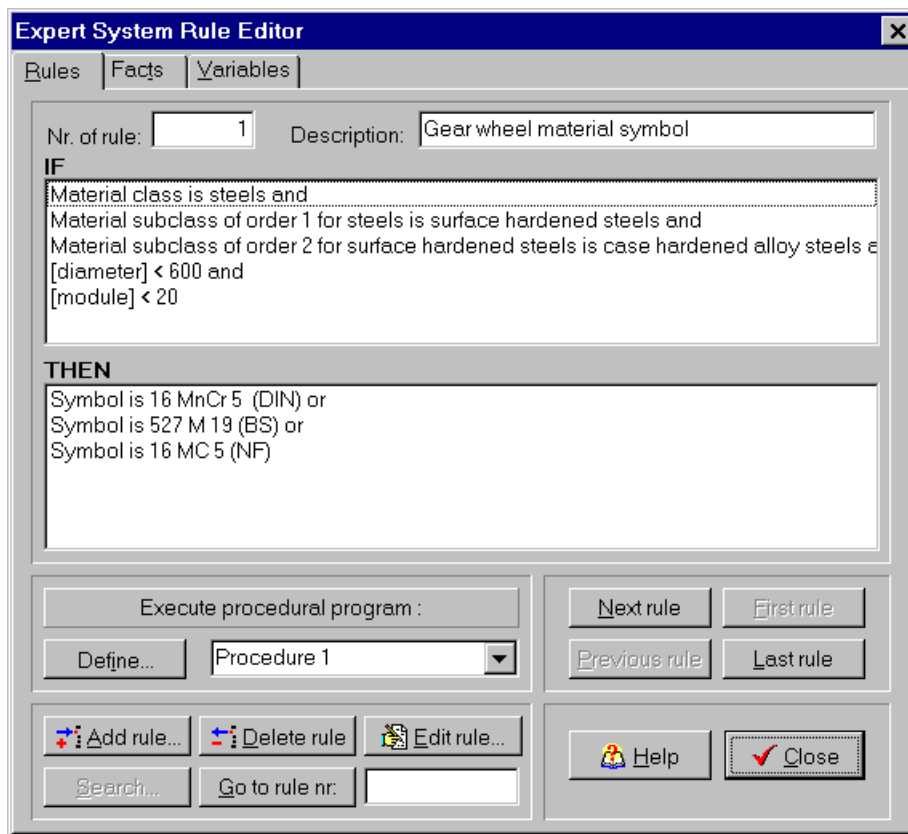 Expert System Rule Editor
Rules Facts Variables
Nr. of rule: 1 Description: Gear wheel material symbol
IF
Material class is steels and
Material subclass of order 1 for steels is surface hardened steels and
Material subclass of order 2 for surface hardened steels is case hardened alloy steels a
[diameter] < 600 and
[module] < 20
THEN
Symbol is 16 MnCr 5 (DIN) or
Symbol is 527 M 19 (BS) or
Symbol is 16 MC 5 (NF)
Execute procedural program :
Next rule First rule
Define... Procedure 1
Previous rule Last rule
Add rule... Delete rule Edit rule...
Help Close
Search... Go to rule nr: